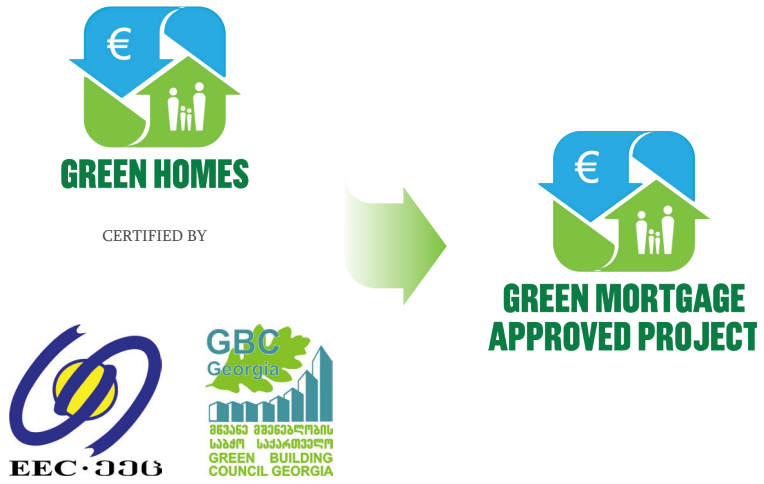 €
GREEN HOMES
CERTIFIED BY
EEC·ეეც
GBC
Georgia
მწვანე მშენებლობის
საბჭო საქართველო
GREEN BUILDING
COUNCIL GEORGIA
€
GREEN MORTGAGE
APPROVED PROJECT